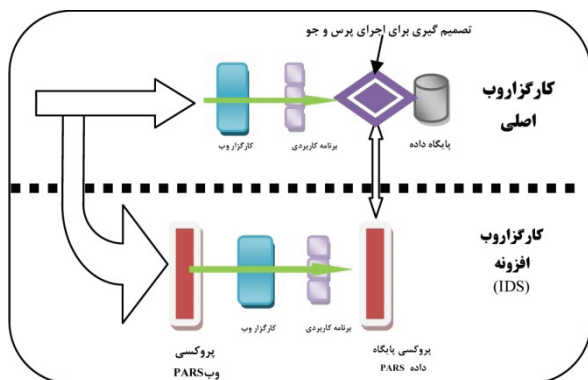 تصمیم گیری برای اجرای پرس و جو
کارگزاروب
اصلی
کارگزار وب
برنامه کاربردی
پایگاه داده
کارگزاروب
افزونه
(IDS)
کارگزار وب
برنامه کاربردی
پروکسی
وبPARS
پروکسی پایگاه
داده PARS